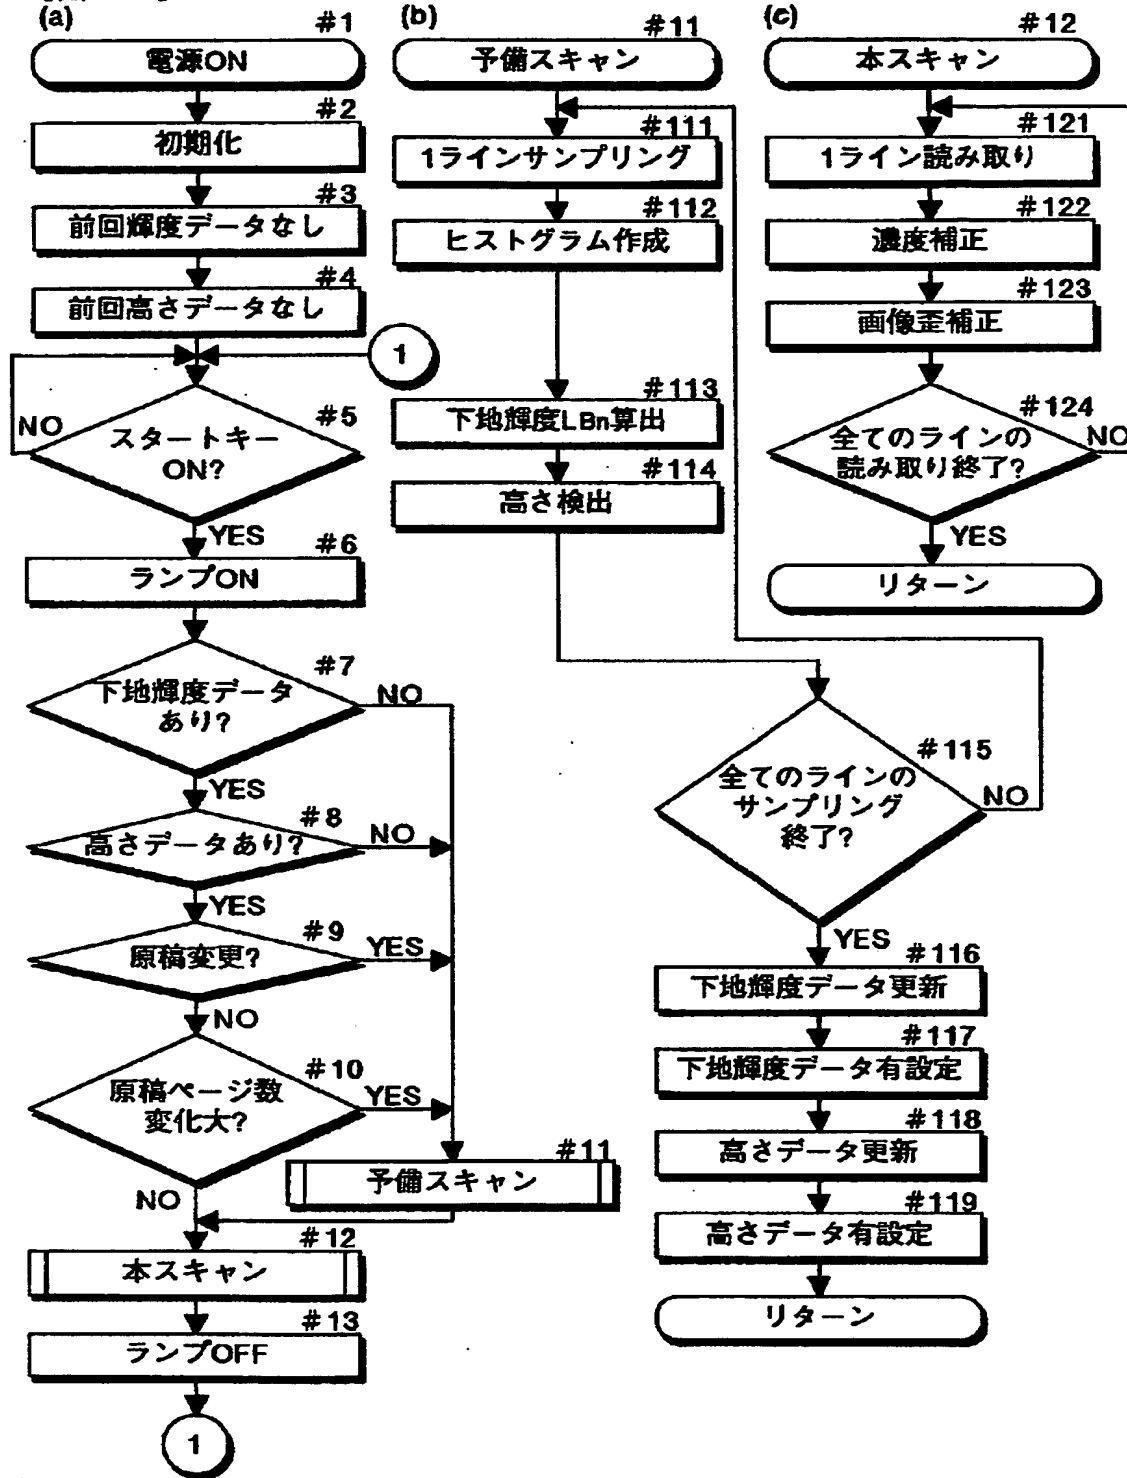 (a)
#1
電源ON
#2
初期化
#3
前回輝度データなし
#4
前回高さデータなし
1
#5
スタートキー
ON?
NO
YES
#6
ランプON
#7
下地輝度データ
あり?
NO
YES
#8
高さデータあり?
NO
YES
#9
原稿変更?
YES
NO
#10
原稿ページ数
変化大?
YES
NO
#11
予備スキャン
#12
本スキャン
#13
ランプOFF
1
(b)
#11
予備スキャン
#111
1ラインサンプリング
#112
ヒストグラム作成
#113
下地輝度LBn算出
#114
高さ検出
#115
全てのラインの
サンプリング
終了?
NO
YES
#116
下地輝度データ更新
#117
下地輝度データ有設定
#118
高さデータ更新
#119
高さデータ有設定
リターン
(c)
#12
本スキャン
#121
1ライン読み取り
#122
濃度補正
#123
画像歪補正
#124
全てのラインの
読み取り終了?
NO
YES
リターン